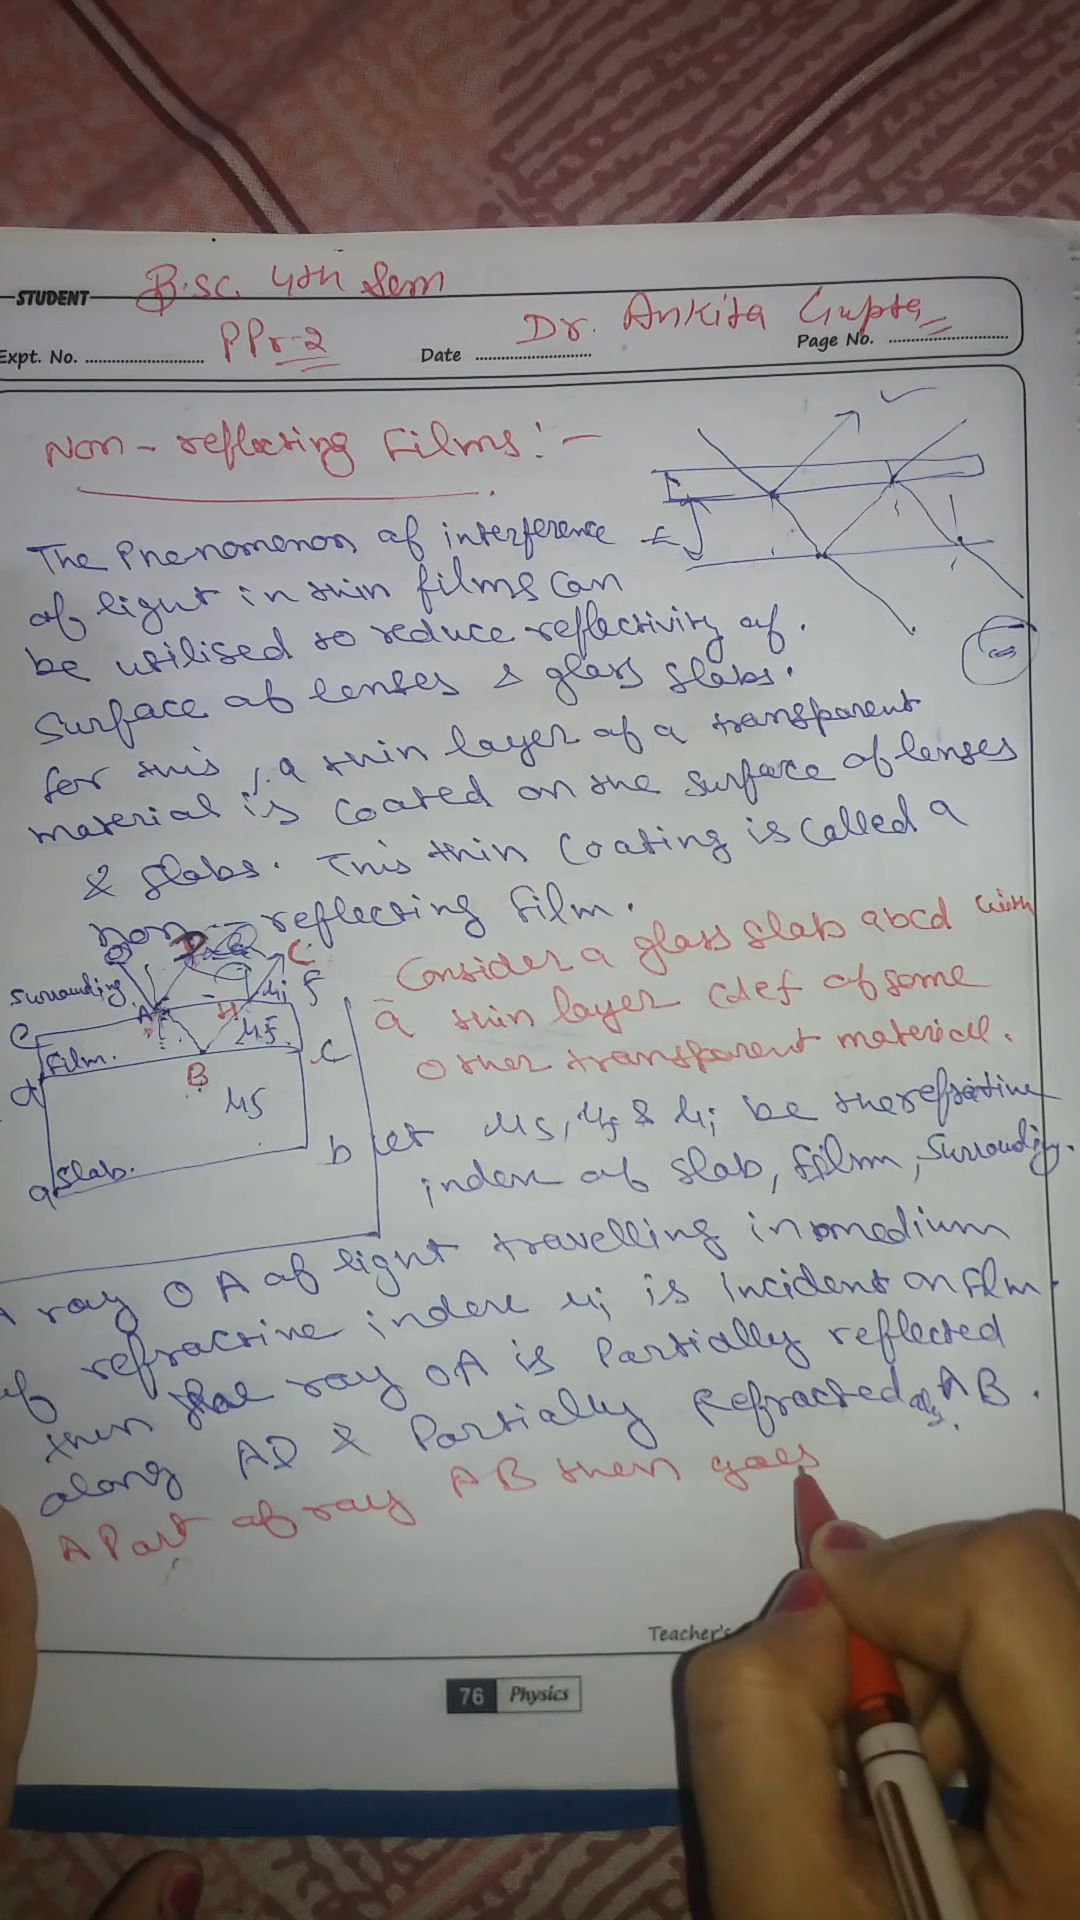 B.sc. 4th Sem
STUDENT
PPr-2
Dr. Ankita Gupta
Expt. No.
Date
Page No.
Non-reflecting Films:-
The Phenomenon of interference
of light in thin films can
be utilised to reduce reflectivity of.
Surface of lenses & glass slabs.
for this, a thin layer of a transparent
material is coated on the surface of lenses
& slabs. This thin coating is called a
non-reflecting film.
Consider a glass slab abcd with
a thin layer cdef of some
other transparent material.
Let μs, μf & μi be the refractive
index of slab, film, Surrounding.
A ray OA of light travelling in medium
of refractive index μi is incident on film.
then the ray OA is Partially reflected
along AD & Partially Refracted along AB.
A Part of ray AB then goes
t
O
D
C
Surrounding
A
H
μi
f
e
Film.
μf
c
d
B
μs
b
Slab.
a
Teacher's
76
Physics